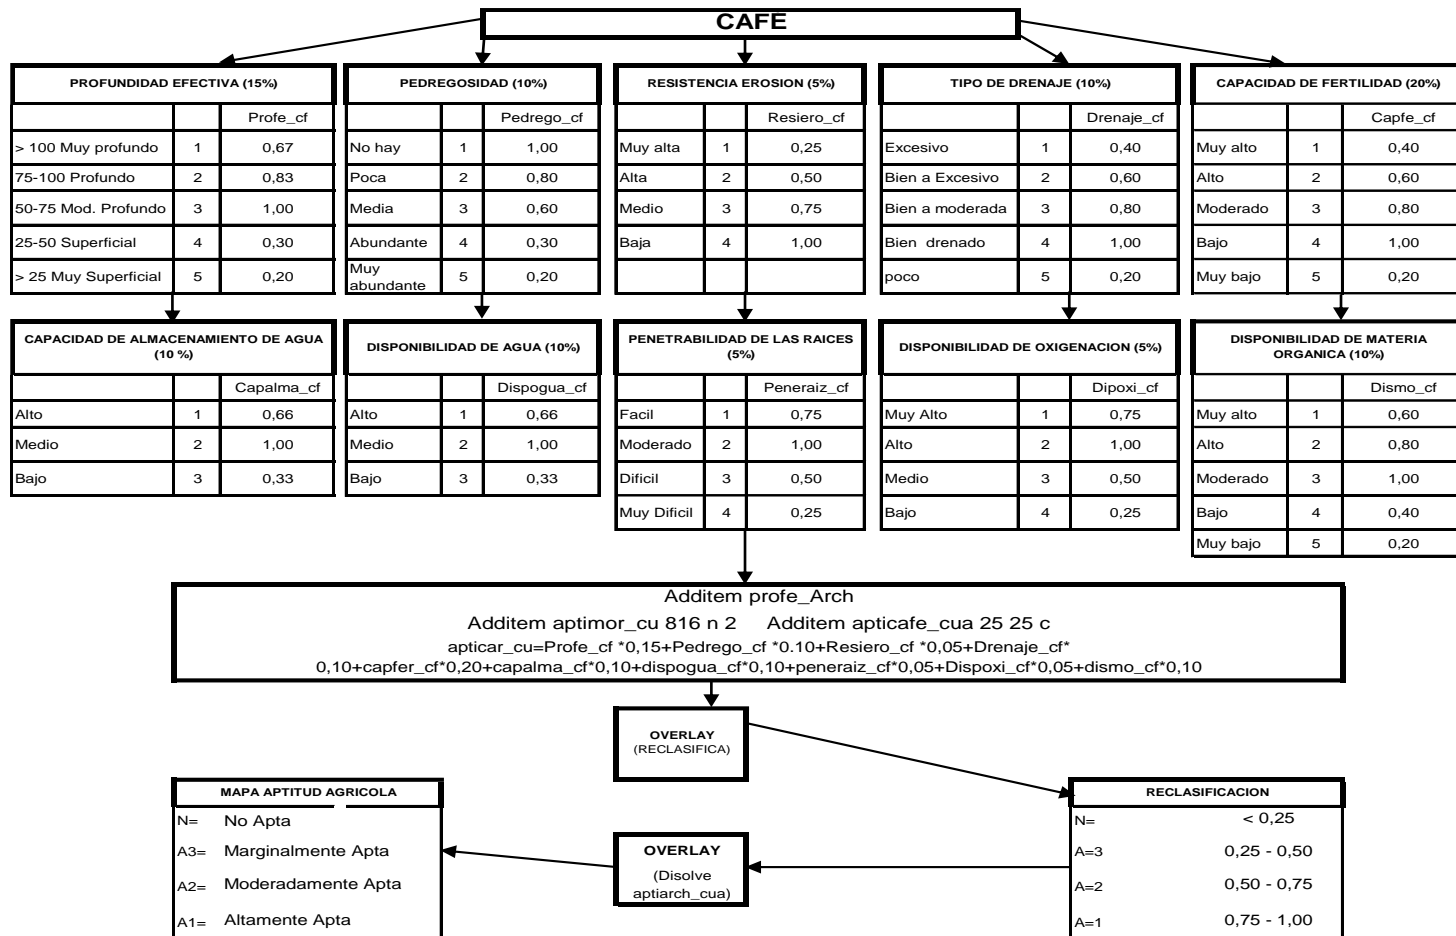 CAFÉ
PROFUNDIDAD EFECTIVA (15%)
Profe_cf
> 100 Muy profundo 1 0,67
75-100 Profundo 2 0,83
50-75 Mod. Profundo 3 1,00
25-50 Superficial 4 0,30
> 25 Muy Superficial 5 0,20
PEDREGOSIDAD (10%)
Pedrego_cf
No hay 1 1,00
Poca 2 0,80
Media 3 0,60
Abundante 4 0,30
Muy
abundante 5 0,20
RESISTENCIA EROSION (5%)
Resiero_cf
Muy alta 1 0,25
Alta 2 0,50
Medio 3 0,75
Baja 4 1,00
TIPO DE DRENAJE (10%)
Drenaje_cf
Excesivo 1 0,40
Bien a Excesivo 2 0,60
Bien a moderada 3 0,80
Bien drenado 4 1,00
poco 5 0,20
CAPACIDAD DE FERTILIDAD (20%)
Capfe_cf
Muy alto 1 0,40
Alto 2 0,60
Moderado 3 0,80
Bajo 4 1,00
Muy bajo 5 0,20
CAPACIDAD DE ALMACENAMIENTO DE AGUA
(10 %)
Capalma_cf
Alto 1 0,66
Medio 2 1,00
Bajo 3 0,33
DISPONIBILIDAD DE AGUA (10%)
Dispogua_cf
Alto 1 0,66
Medio 2 1,00
Bajo 3 0,33
PENETRABILIDAD DE LAS RAICES
(5%)
Peneraiz_cf
Facil 1 0,75
Moderado 2 1,00
Dificil 3 0,50
Muy Dificil 4 0,25
DISPONIBILIDAD DE OXIGENACION (5%)
Dipoxi_cf
Muy Alto 1 0,75
Alto 2 1,00
Medio 3 0,50
Bajo 4 0,25
DISPONIBILIDAD DE MATERIA
ORGANICA (10%)
Dismo_cf
Muy alto 1 0,60
Alto 2 0,80
Moderado 3 1,00
Bajo 4 0,40
Muy bajo 5 0,20
Additem profe_Arch
Additem aptimor_cu 816 n 2 Additem apticafe_cua 25 25 c
apticar_cu=Profe_cf *0,15+Pedrego_cf *0.10+Resiero_cf *0,05+Drenaje_cf*
0,10+capfer_cf*0,20+capalma_cf*0,10+dispogua_cf*0,10+peneraiz_cf*0,05+Dispoxi_cf*0,05+dismo_cf*0,10
OVERLAY
(RECLASIFICA)
MAPA APTITUD AGRICOLA
N= No Apta
A3= Marginalmente Apta
A2= Moderadamente Apta
A1= Altamente Apta
OVERLAY
(Disolve
aptiarch_cua)
RECLASIFICACION
N= < 0,25
A=3 0,25 - 0,50
A=2 0,50 - 0,75
A=1 0,75 - 1,00